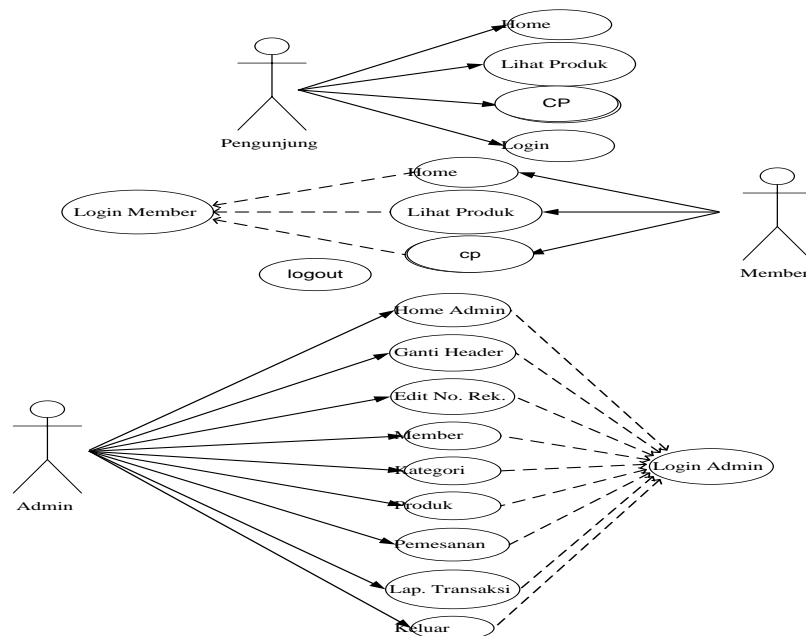 Home
Lihat Produk
CP
Login
Pengunjung
Home
Login Member
Lihat Produk
cp
logout
Member
Home Admin
Ganti Header
Edit No. Rek.
Member
Kategori
Login Admin
Produk
Admin
Pemesanan
Lap. Transaksi
Keluar